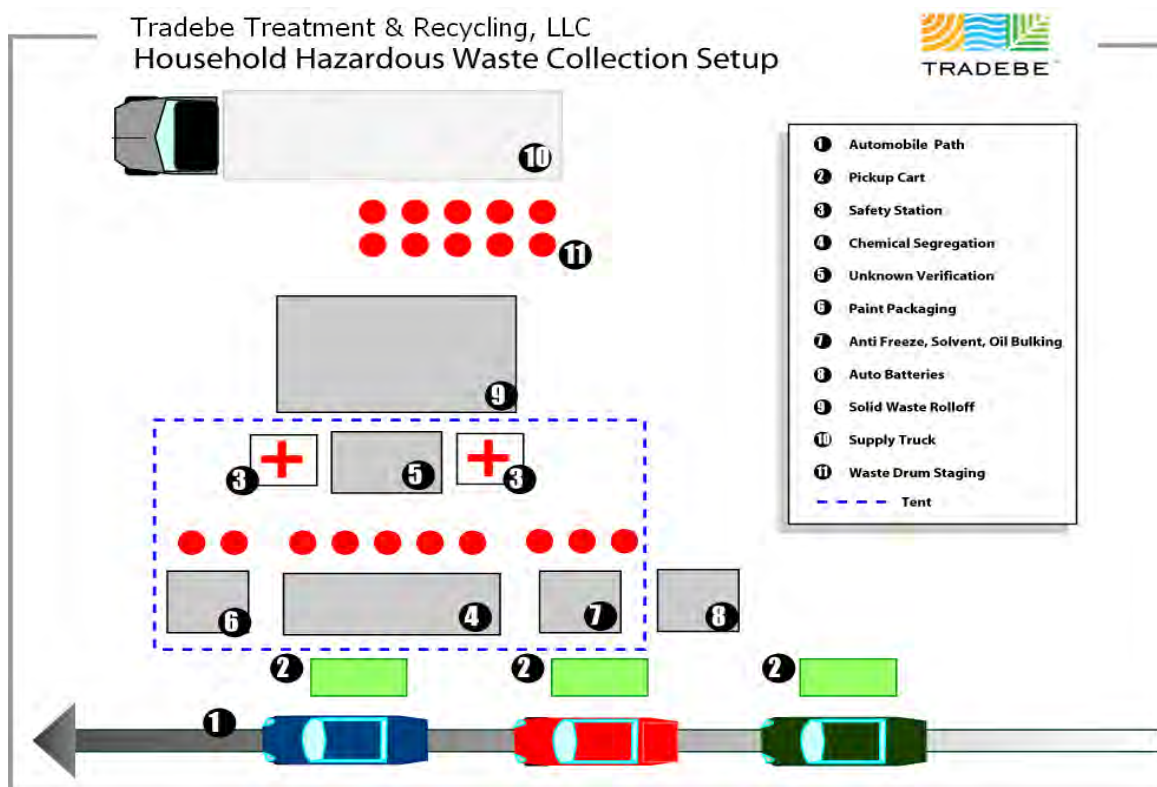 Tradebe Treatment & Recycling, LLC
Household Hazardous Waste Collection Setup
TRADEBE
1 Automobile Path
2 Pickup Cart
3 Safety Station
4 Chemical Segregation
5 Unknown Verification
6 Paint Packaging
7 Anti Freeze, Solvent, Oil Bulking
8 Auto Batteries
9 Solid Waste Rolloff
10 Supply Truck
11 Waste Drum Staging
Tent
10
11
9
3
5
3
6
4
7
8
2
2
2
1